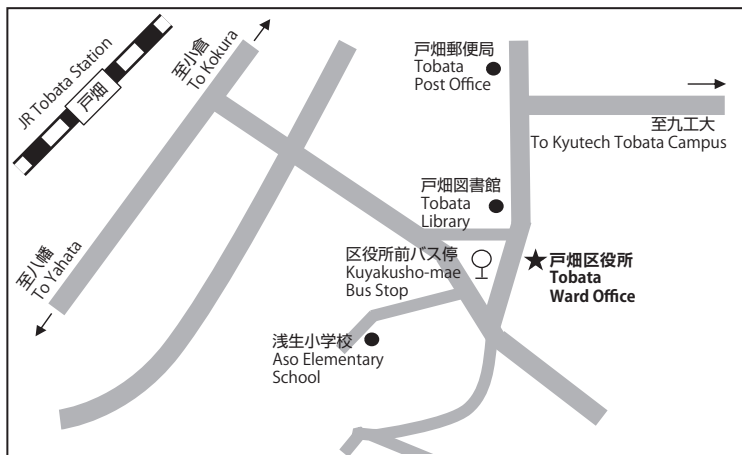 JR Tobata Station
戸畑
至小倉
To Kokura
至八幡
To Yahata
戸畑郵便局
Tobata
Post Office
至九工大
To Kyutech Tobata Campus
戸畑図書館
Tobata
Library
区役所前バス停
Kuyakusho-mae
Bus Stop
戸畑区役所
Tobata
Ward Office
浅生小学校
Aso Elementary
School